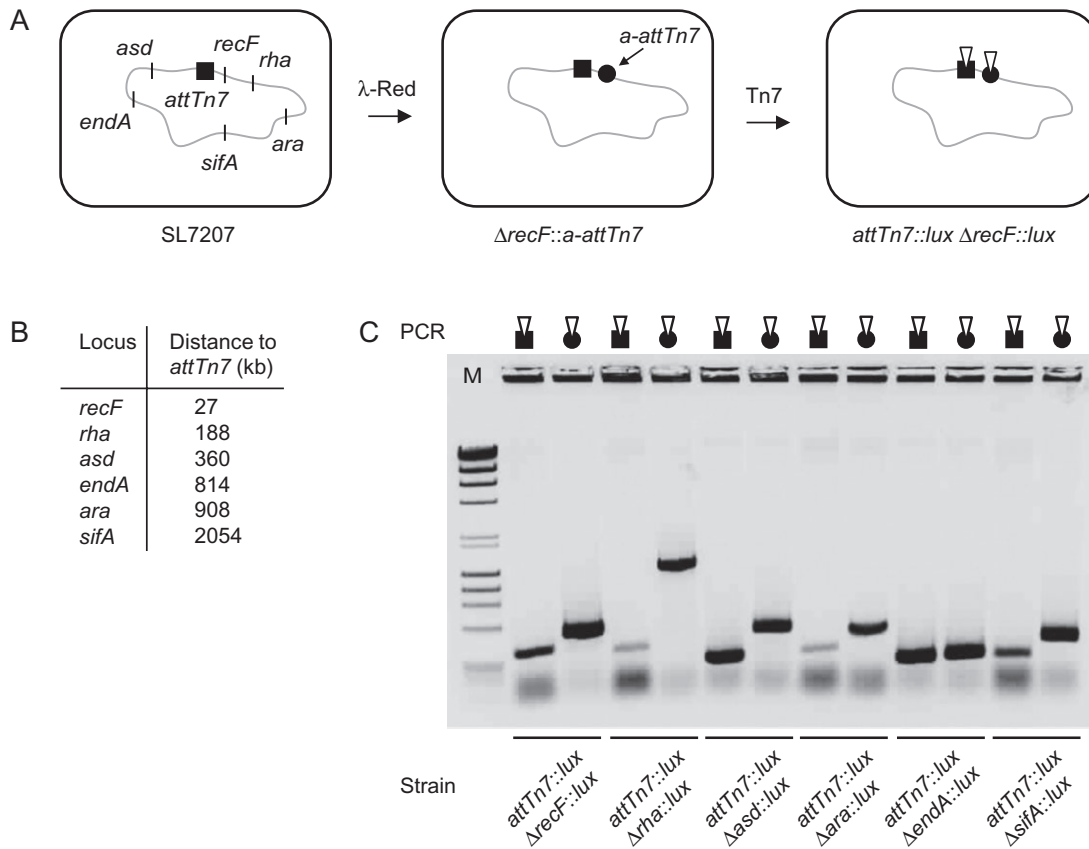 A
asd
recF
rha
attTn7
endA
sifA
ara
SL7207
λ-Red
a-attTn7
ΔrecF::a-attTn7
Tn7
attTn7::lux ΔrecF::lux
B
Locus Distance to attTn7 (kb)
recF 27
rha 188
asd 360
endA 814
ara 908
sifA 2054
C PCR
M
Strain
attTn7::lux
ΔrecF::lux
attTn7::lux
Δrha::lux
attTn7::lux
Δasd::lux
attTn7::lux
Δara::lux
attTn7::lux
ΔendA::lux
attTn7::lux
ΔsifA::lux